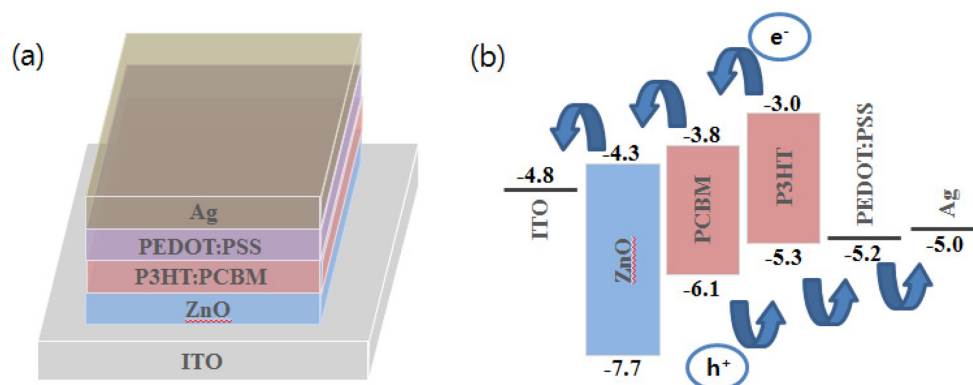 (a)
Ag
PEDOT:PSS
P3HT:PCBM
ZnO
ITO
(b)
e-
-3.0
-3.8
-4.3
-4.8
ITO
ZnO
PCBM
P3HT
PEDOT:PSS
Ag
-5.0
-5.2
-5.3
-6.1
-7.7
h+